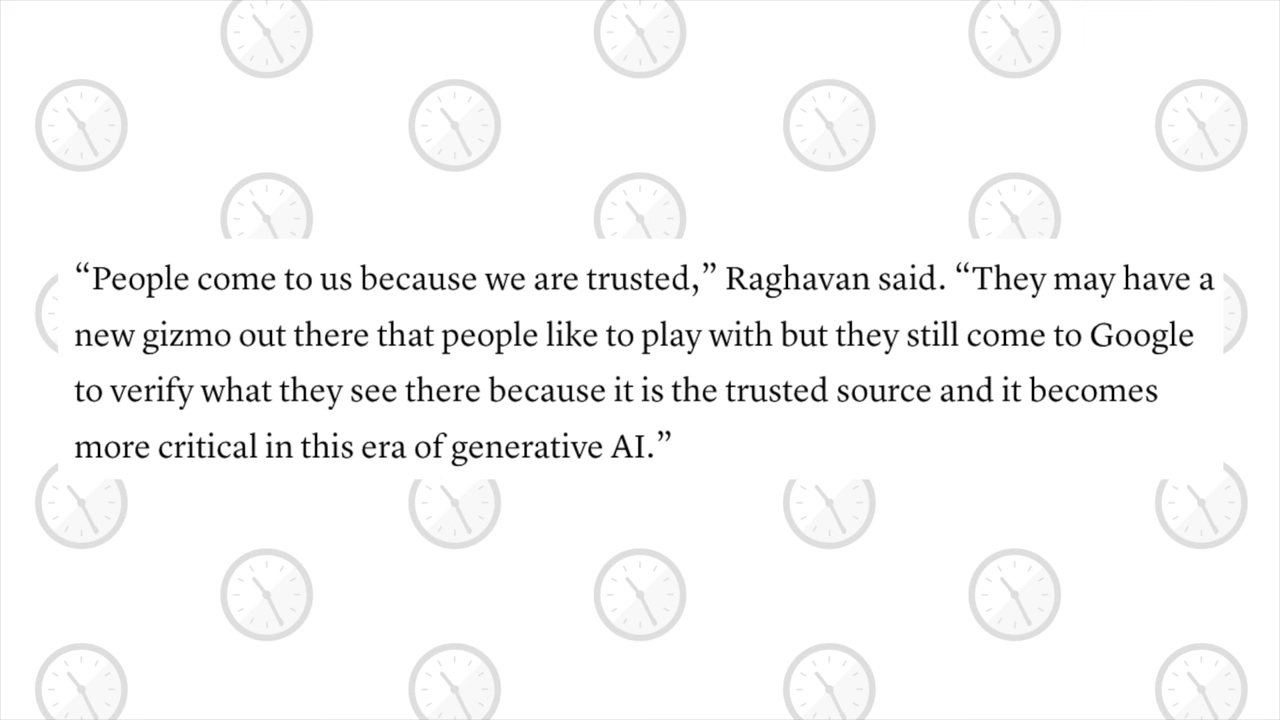 “People come to us because we are trusted,” Raghavan said. “They may have a
new gizmo out there that people like to play with but they still come to Google
to verify what they see there because it is the trusted source and it becomes
more critical in this era of generative AI.”